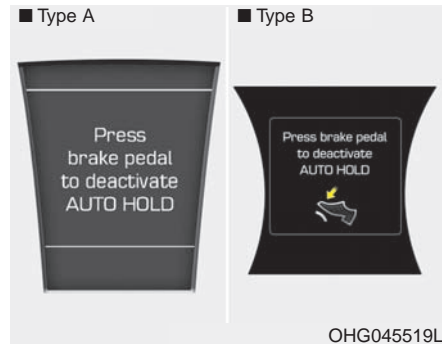 ■ Type A
■ Type B
Press
brake pedal
to deactivate
AUTO HOLD
Press brake pedal
to deactivate
AUTO HOLD
OHG045519L